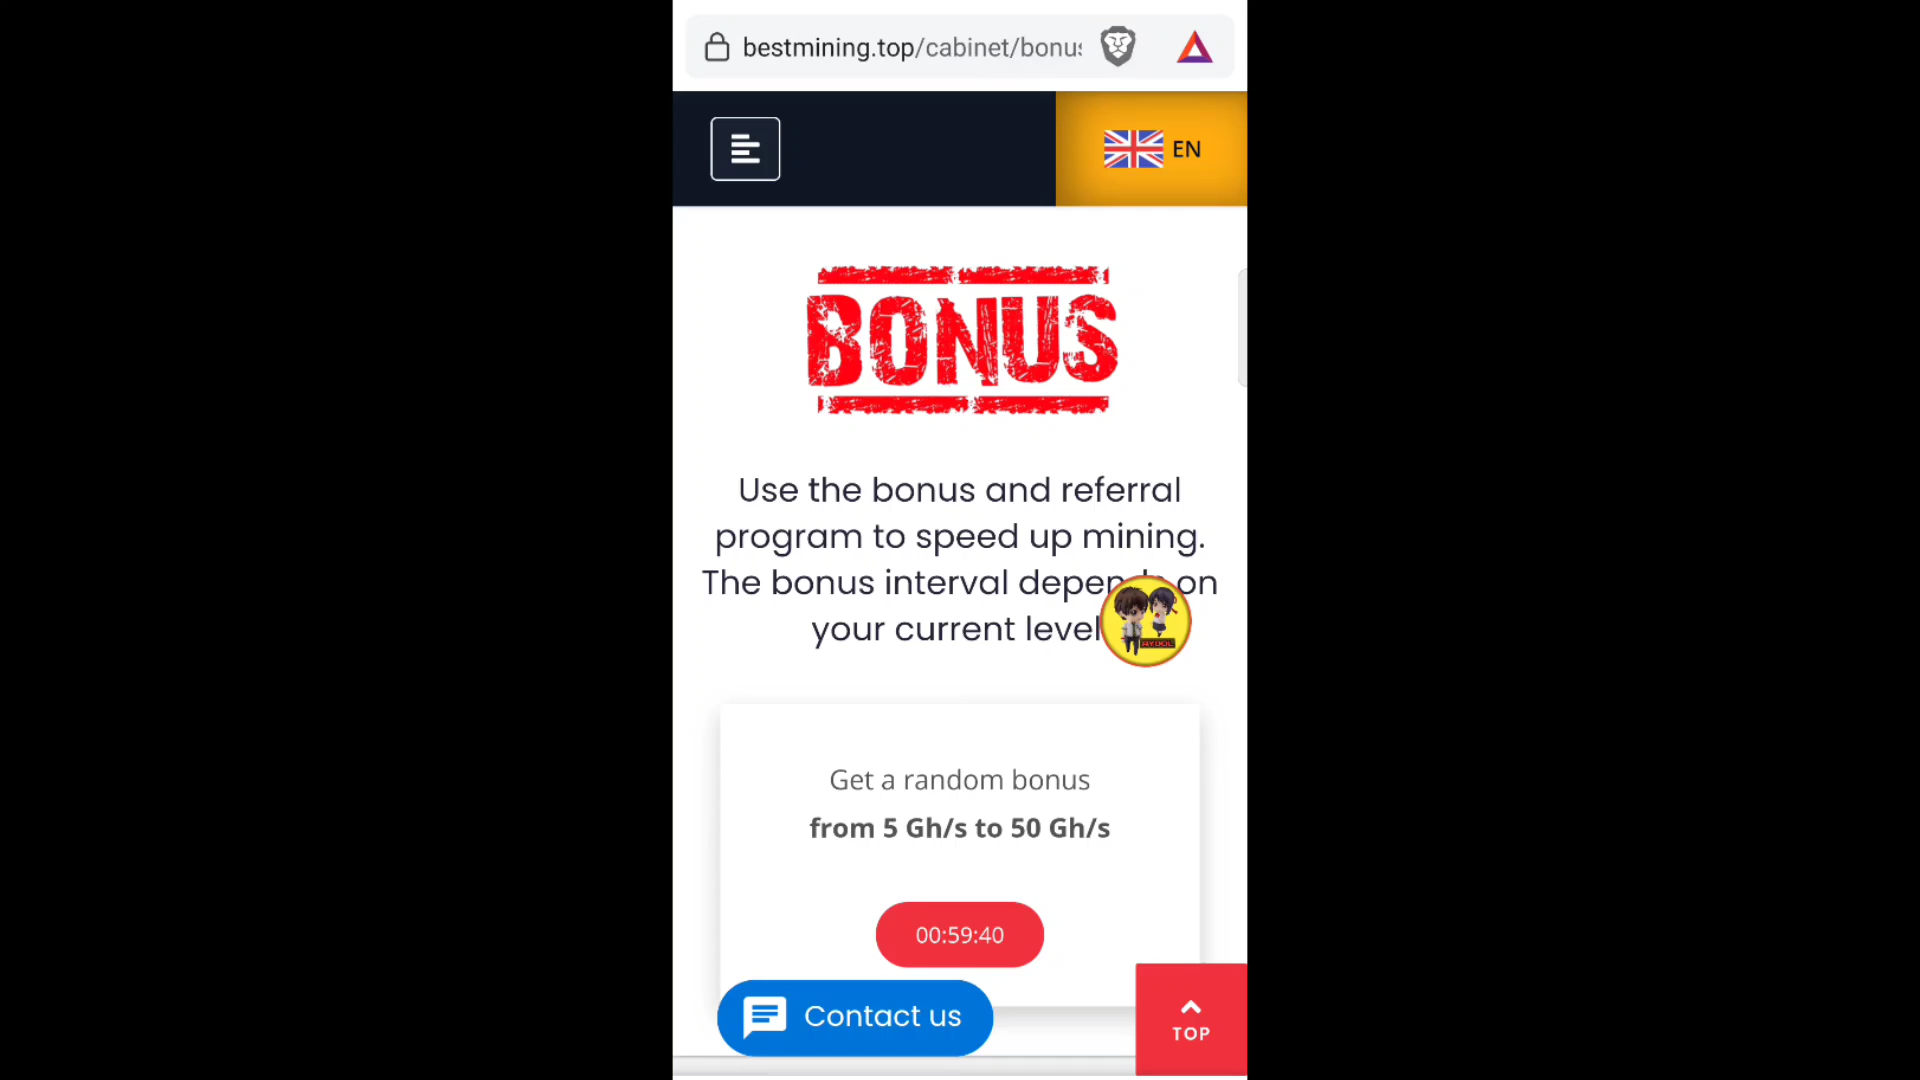 bestmining.top/cabinet/bonus
EN
BONUS
Use the bonus and referral
program to speed up mining.
The bonus interval depends on
your current level
Get a random bonus
from 5 Gh/s to 50 Gh/s
00:59:40
Contact us
TOP